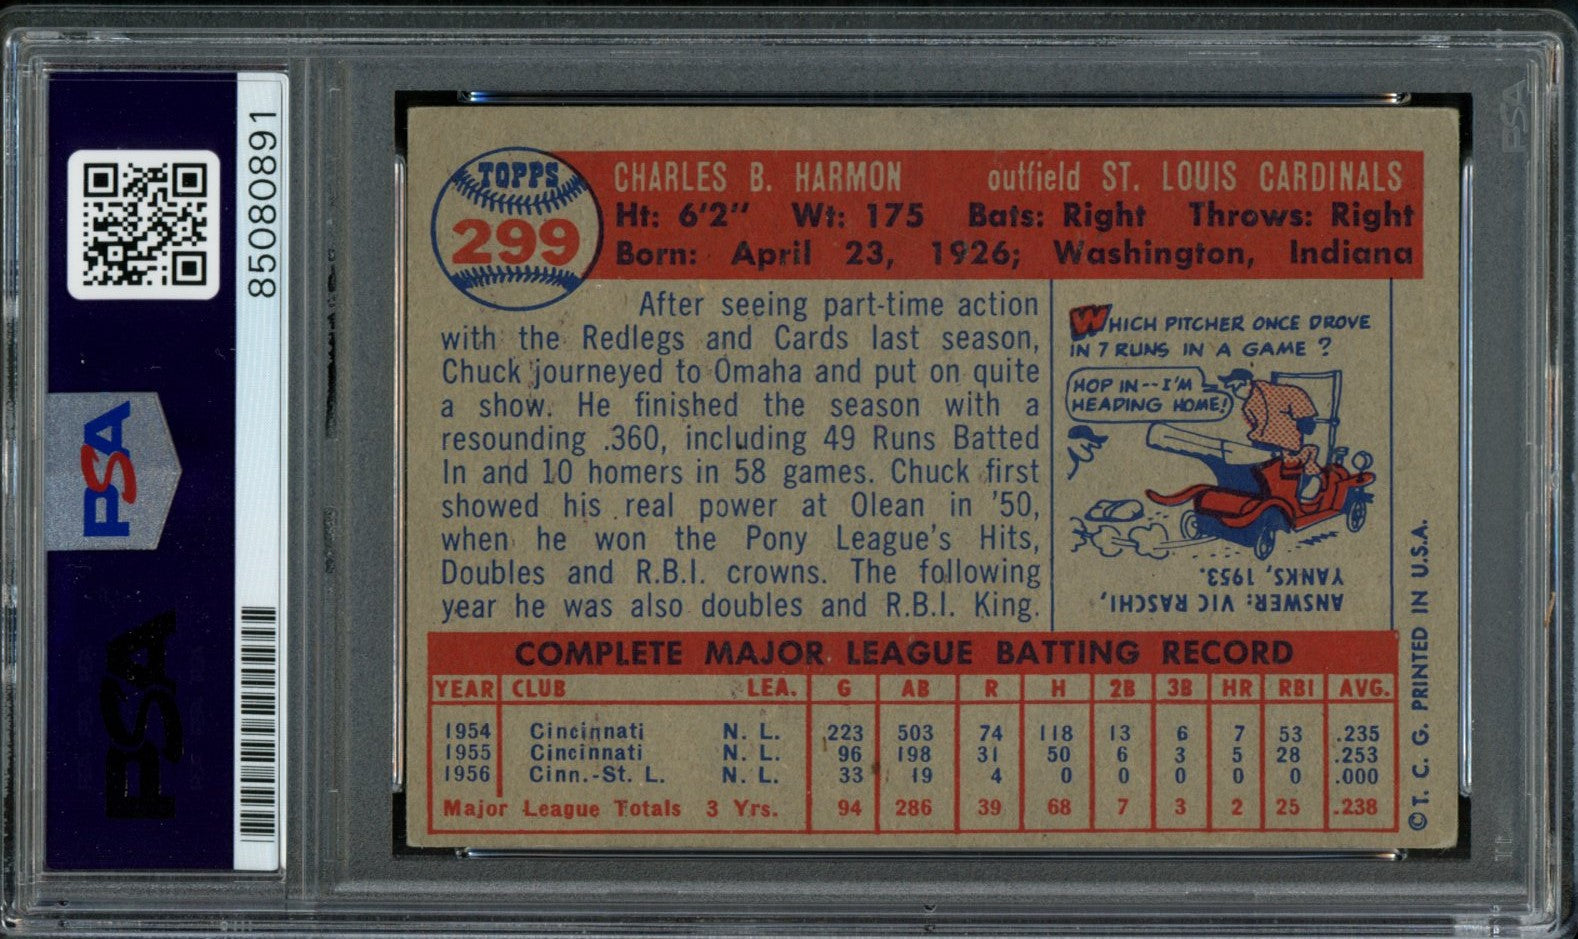 85080891
PSA
PSA
PSA
TOPPS
299
CHARLES B. HARMON outfield ST. LOUIS CARDINALS
Ht: 6'2" Wt: 175 Bats: Right Throws: Right
Born: April 23, 1926; Washington, Indiana
After seeing part-time action
with the Redlegs and Cards last season,
Chuck journeyed to Omaha and put on quite
a show. He finished the season with a
resounding .360, including 49 Runs Batted
In and 10 homers in 58 games. Chuck first
showed his real power at Olean in '50,
when he won the Pony League's Hits,
Doubles and R.B.I. crowns. The following
year he was also doubles and R.B.I. King.
WHICH PITCHER ONCE DROVE
IN 7 RUNS IN A GAME ?
HOP IN--I'M
HEADING HOME!
ANSWER: VIC RASCHI,
YANKS, 1953.
COMPLETE MAJOR LEAGUE BATTING RECORD
YEAR CLUB LEA. G AB R H 2B 3B HR RBI AVG.
1954 Cincinnati N. L. 223 503 74 118 13 6 7 53 .235
1955 Cincinnati N. L. 96 198 31 50 6 3 5 28 .253
1956 Cinn.-St. L. N. L. 33 19 4 0 0 0 0 0 .000
Major League Totals 3 Yrs. 94 286 39 68 7 3 2 25 .238
© T. C. G. PRINTED IN U.S.A.